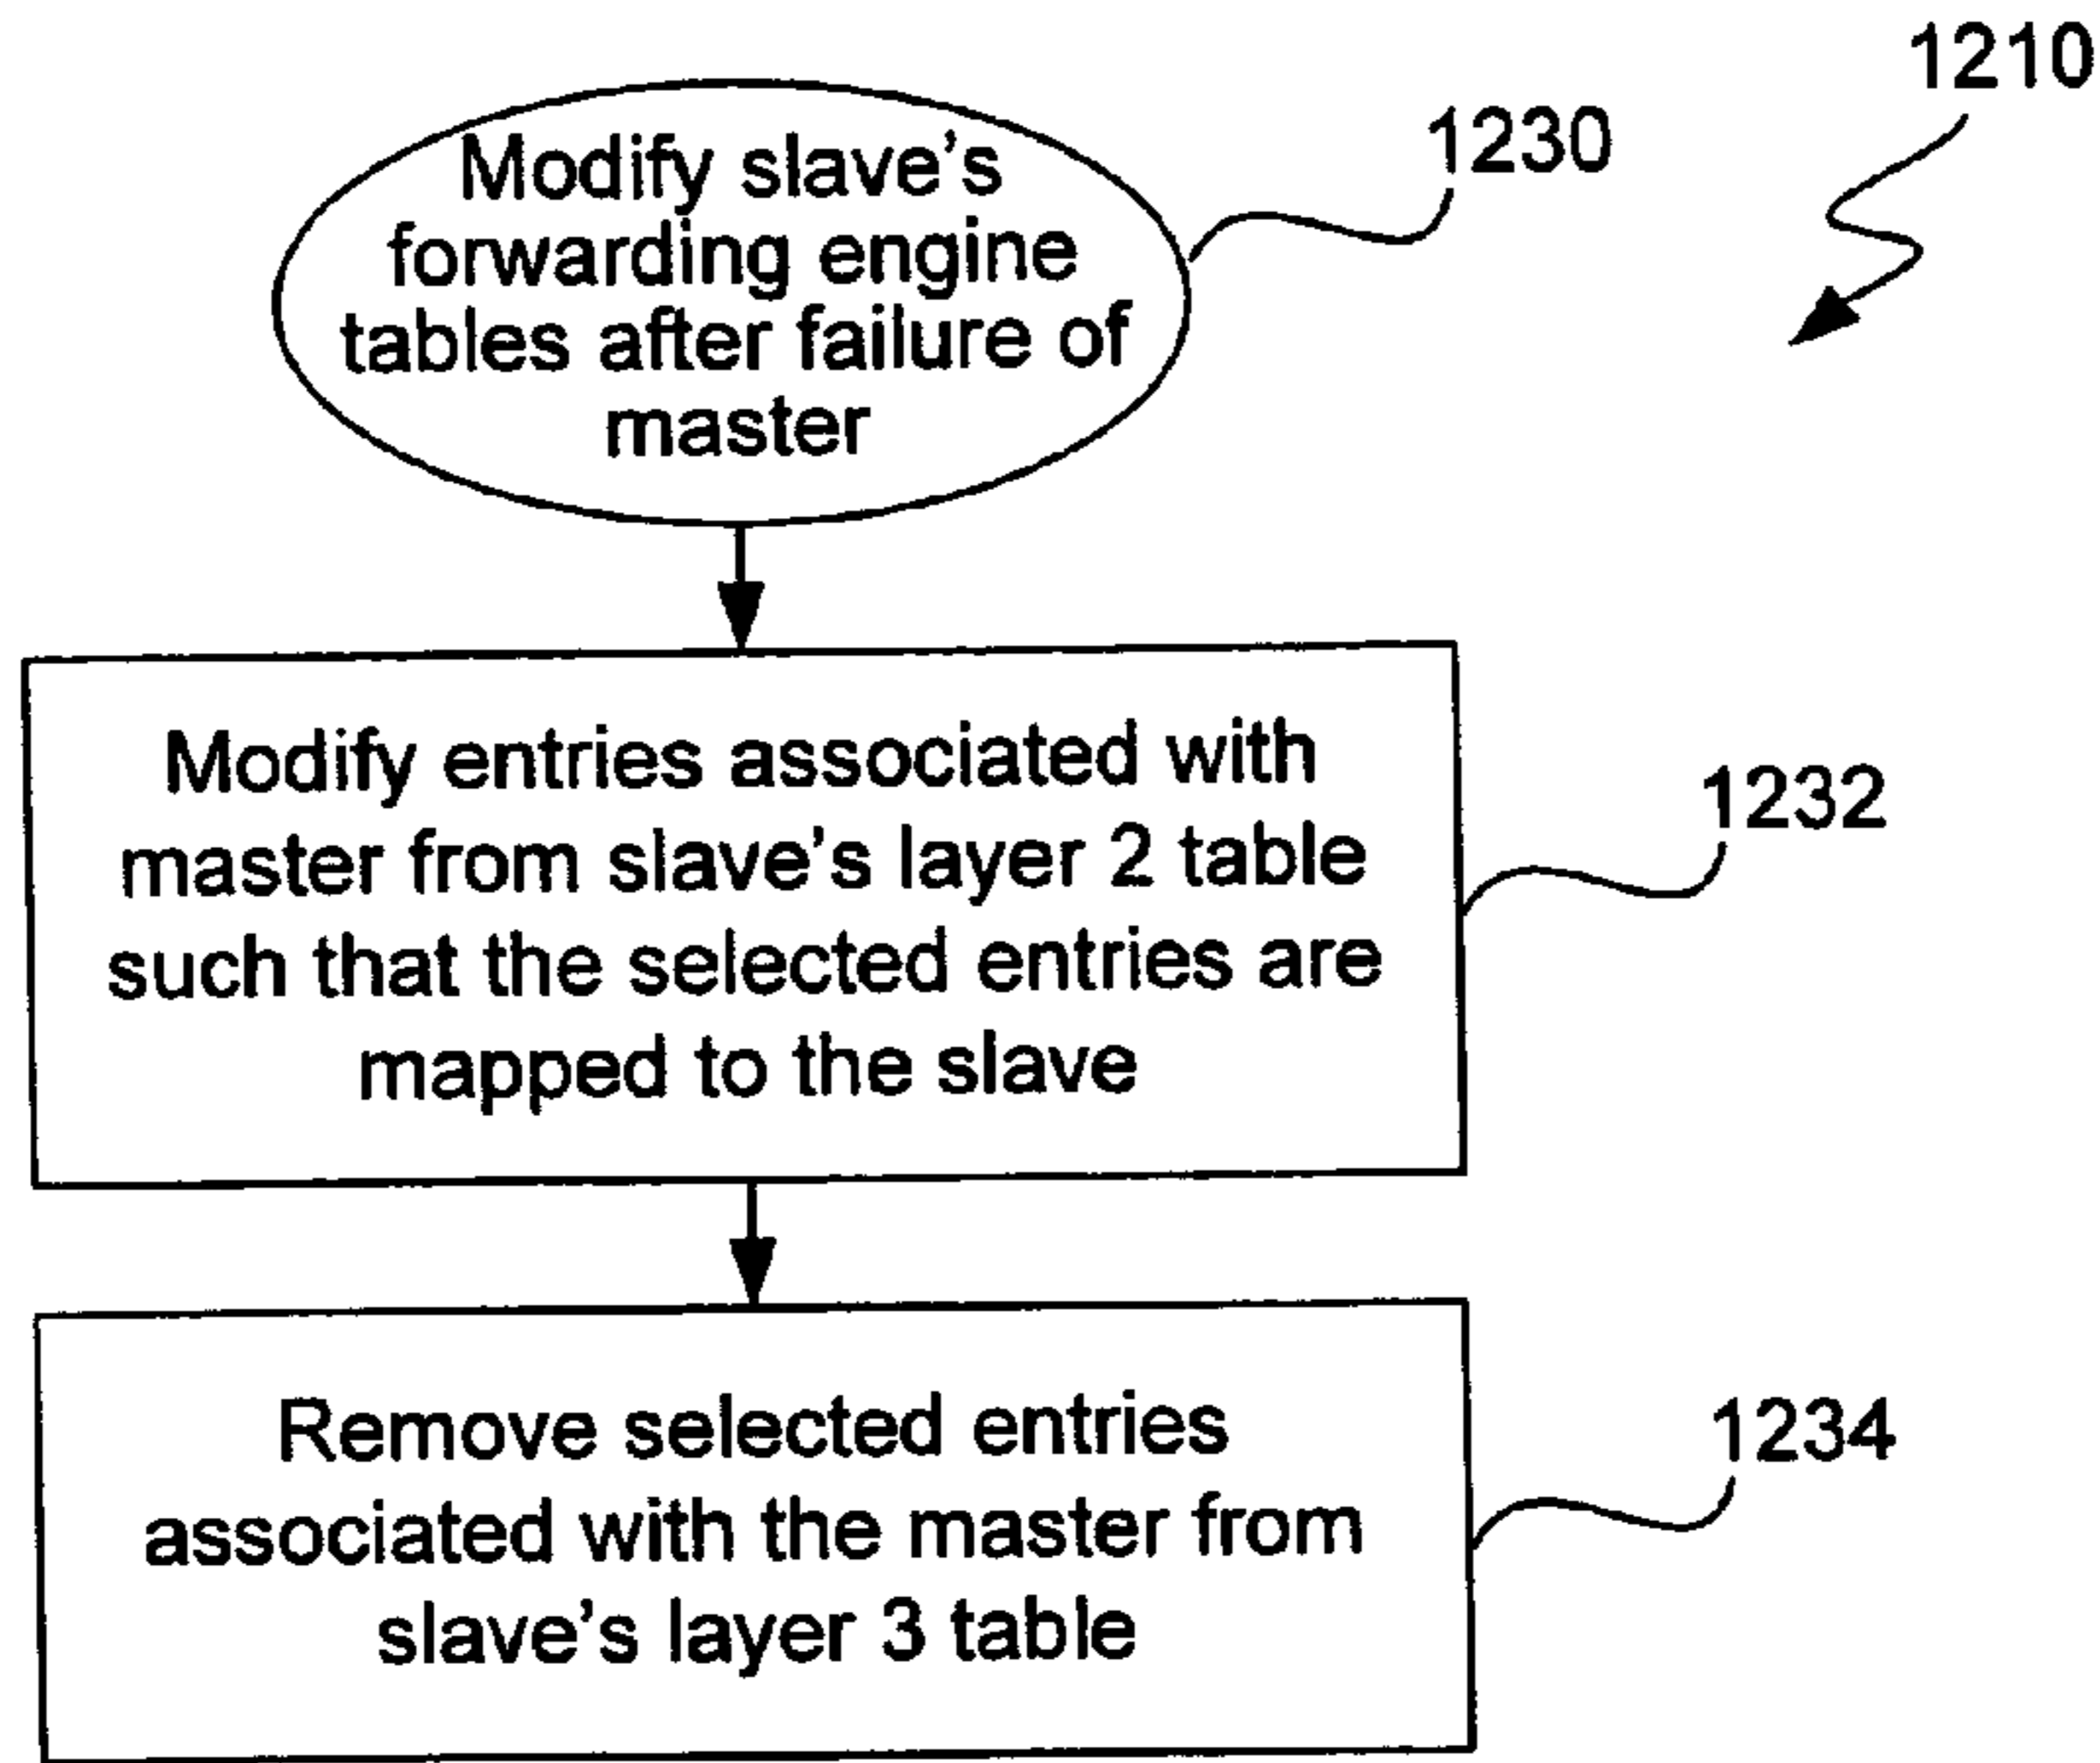 1210
1230
Modify slave's
forwarding engine
tables after failure of
master
Modify entries associated with
master from slave's layer 2 table
such that the selected entries are
mapped to the slave
1232
Remove selected entries
associated with the master from
slave's layer 3 table
1234